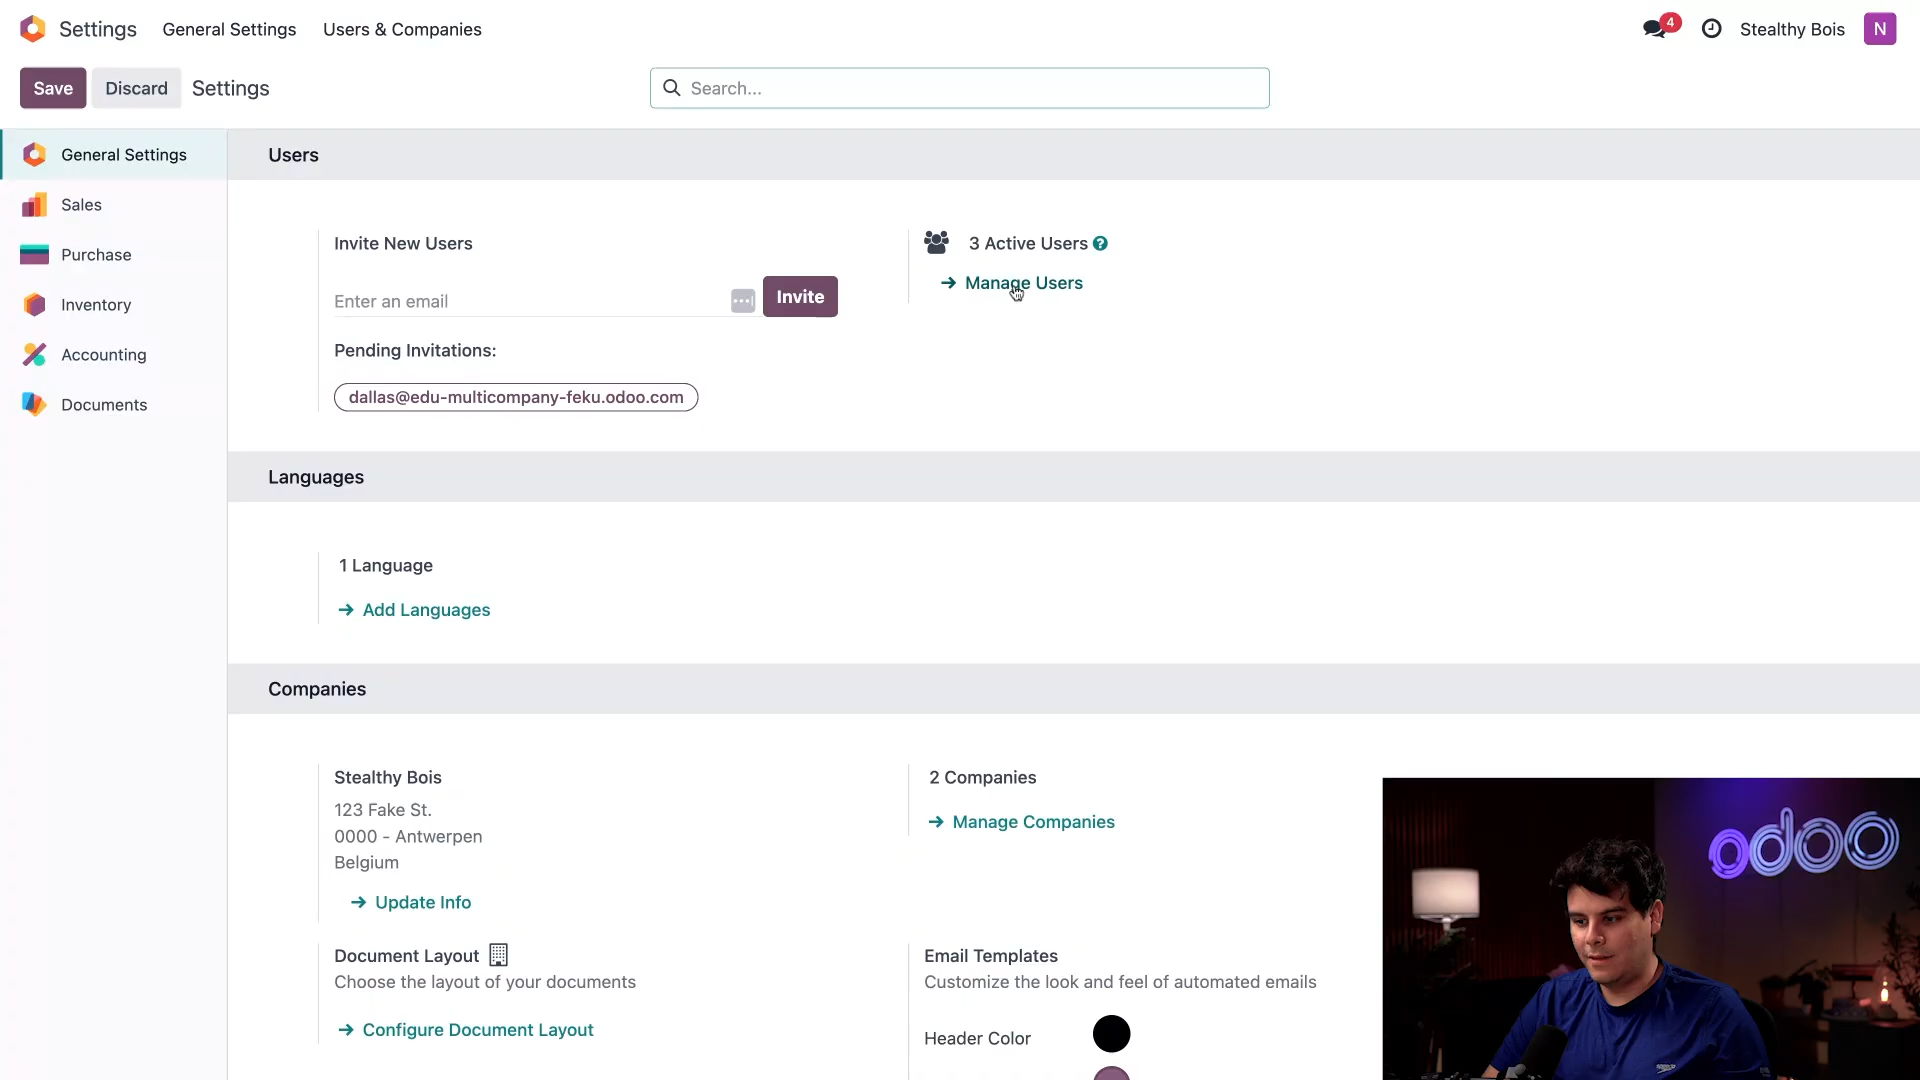 Settings
General Settings
Users & Companies
4
Stealthy Bois
N
Save
Discard
Settings
Search...
General Settings
Sales
Purchase
Inventory
Accounting
Documents
Users
Invite New Users
Enter an email
Invite
Pending Invitations:
dallas@edu-multicompany-feku.odoo.com
3 Active Users ?
→ Manage Users
Languages
1 Language
→ Add Languages
Companies
Stealthy Bois
123 Fake St.
0000 - Antwerpen
Belgium
→ Update Info
2 Companies
→ Manage Companies
Document Layout
Choose the layout of your documents
→ Configure Document Layout
Email Templates
Customize the look and feel of automated emails
Header Color
odoo